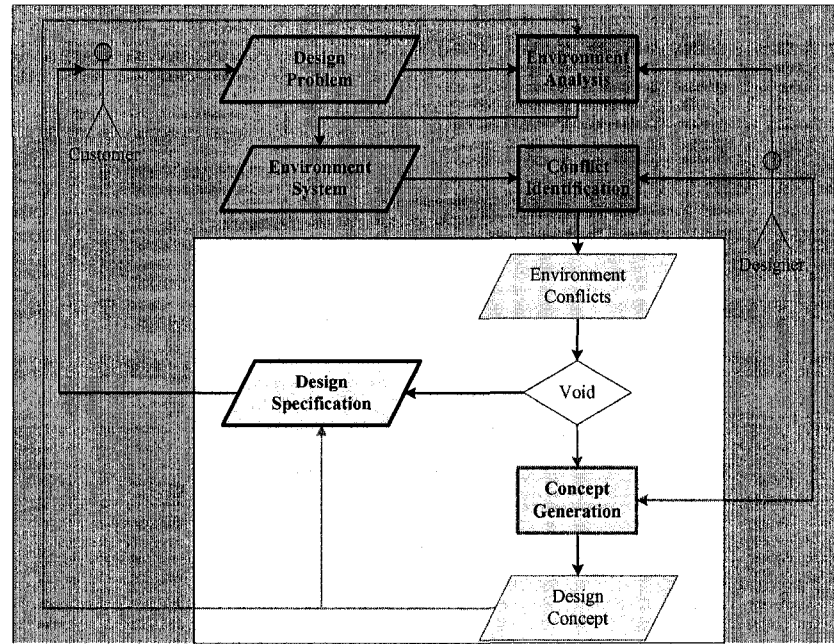 Design
Problem
Environment
Analysis
Customer
Environment
System
Conflict
Identification
Designer
Environment
Conflicts
Design
Specification
Void
Concept
Generation
Design
Concept